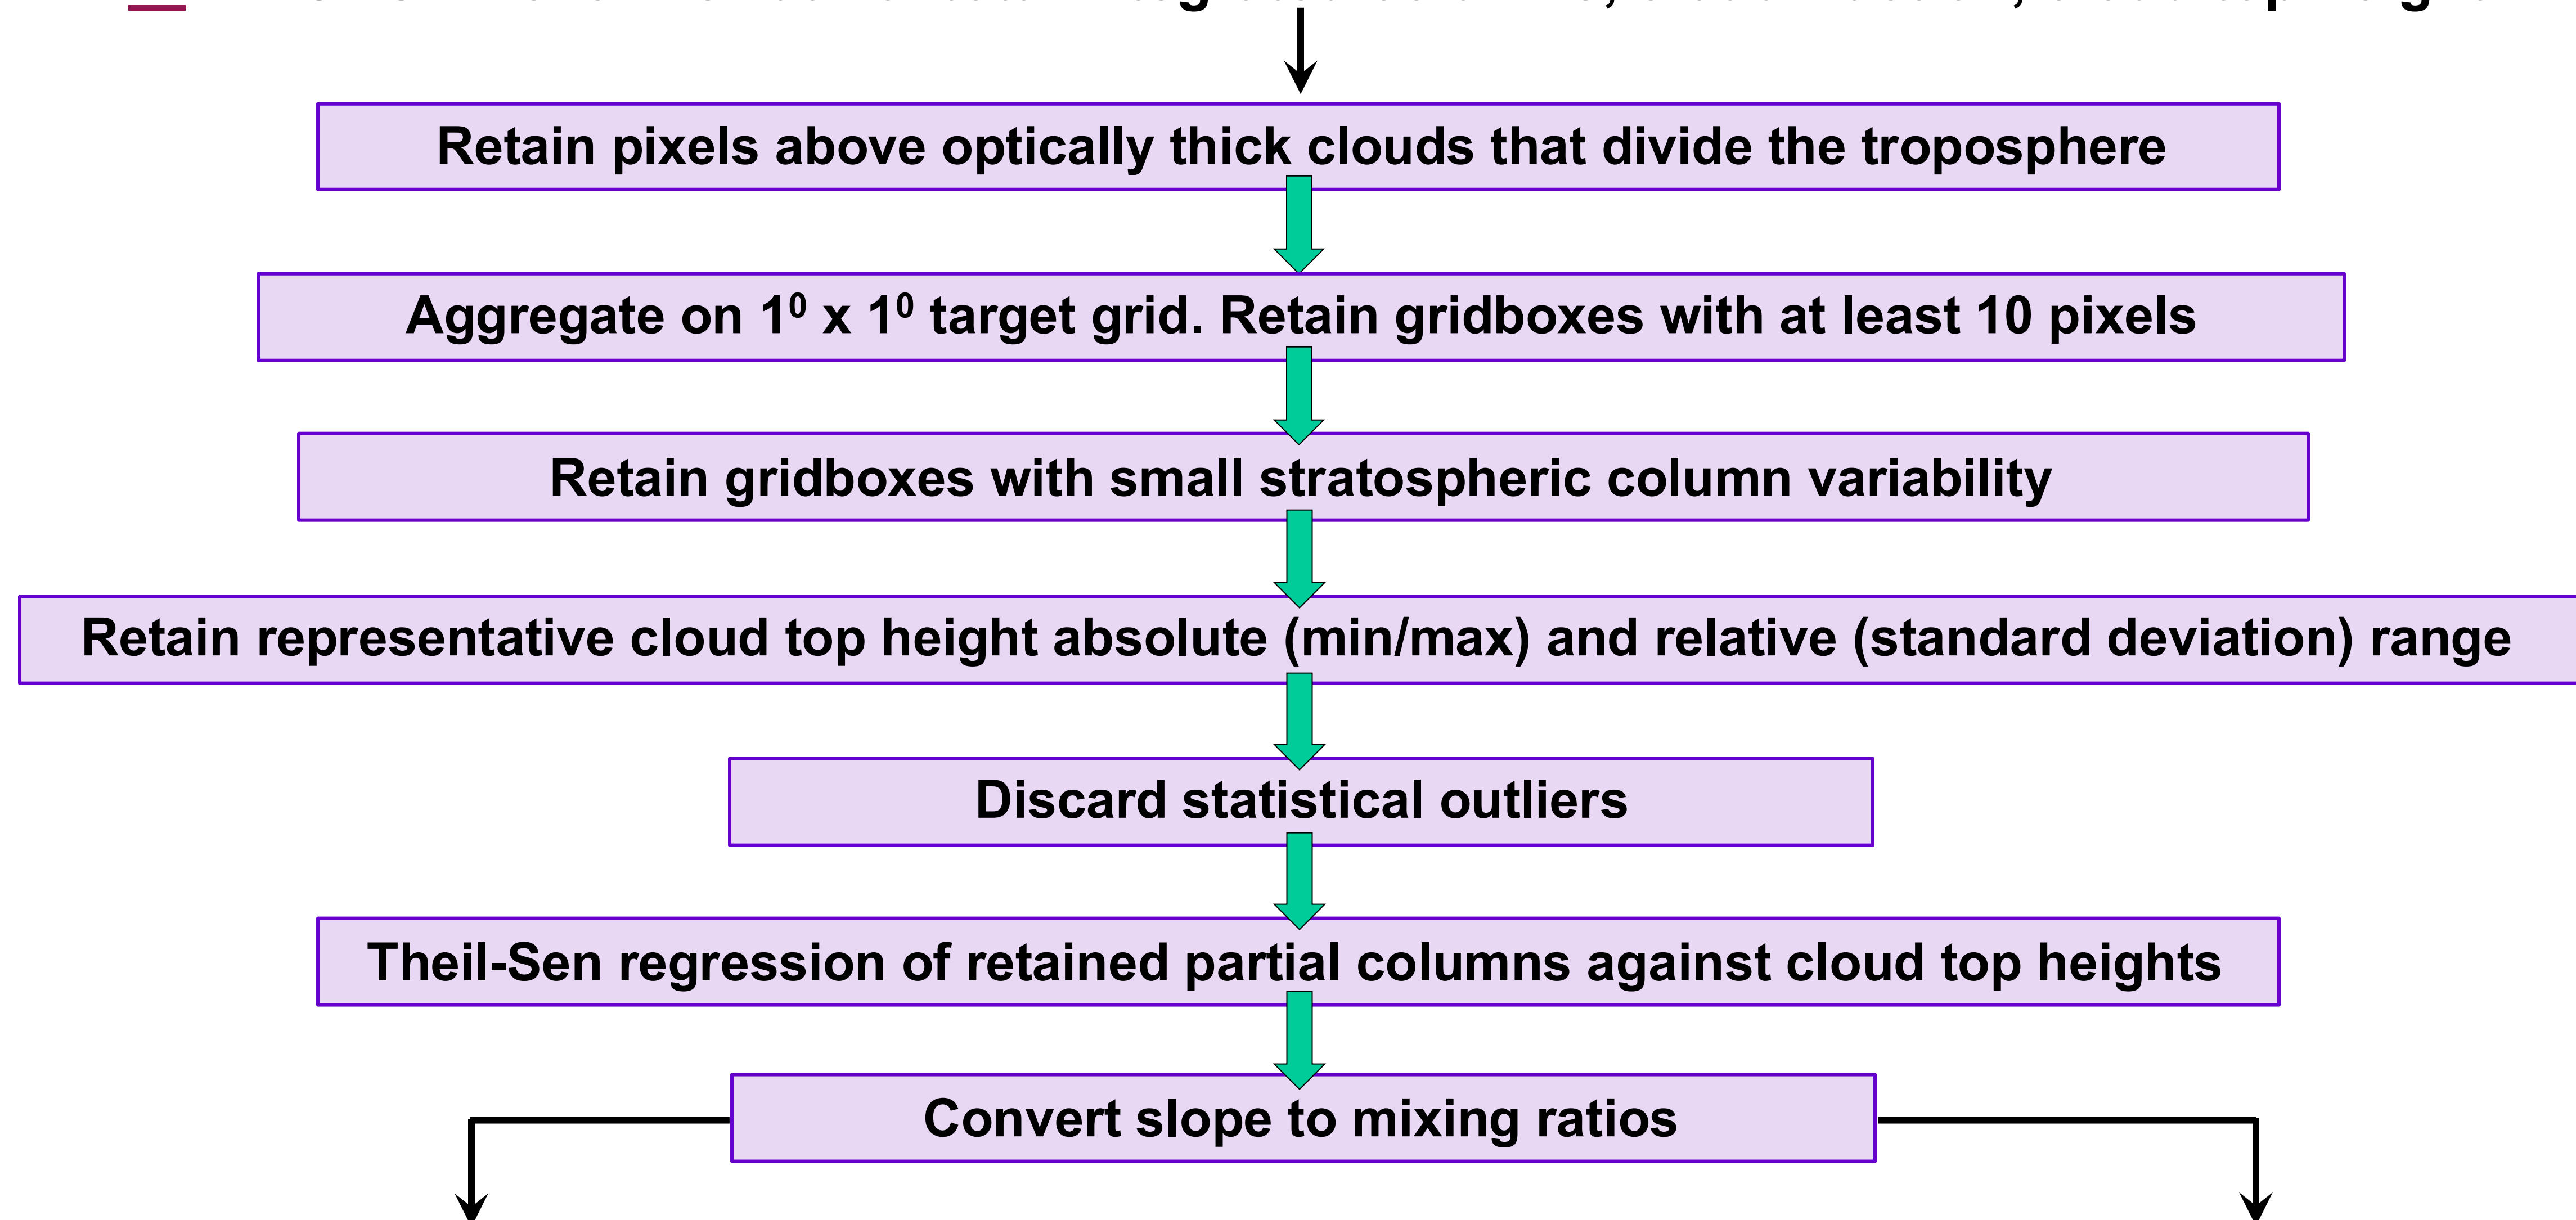 Retain pixels above optically thick clouds that divide the troposphere
Aggregate on 1⁰ x 1⁰ target grid. Retain gridboxes with at least 10 pixels
Retain gridboxes with small stratospheric column variability
Retain representative cloud top height absolute (min/max) and relative (standard deviation) range
Discard statistical outliers
Theil-Sen regression of retained partial columns against cloud top heights
Convert slope to mixing ratios